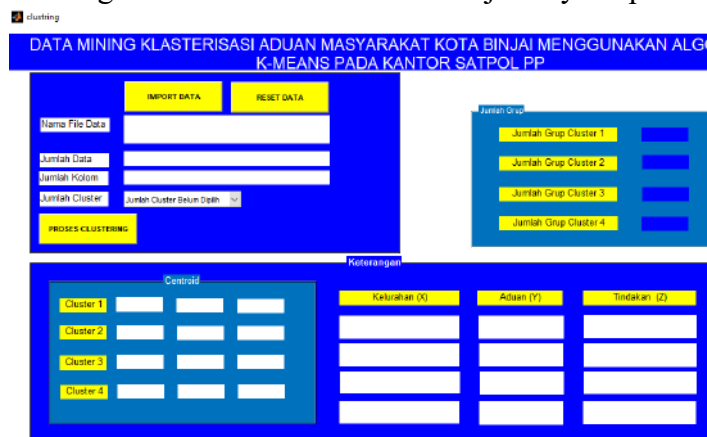 clustring
DATA MINING KLASTERISASI ADUAN MASYARAKAT KOTA BINJAI MENGGUNAKAN ALG
K-MEANS PADA KANTOR SATPOL PP
IMPORT DATA RESET DATA
Nama File Data
Jumlah Data
Jumlah Kolom
Jumlah Cluster Jumlah Cluster Belum Dipilih
PROSES CLUSTERING
Jumlah Grup
Jumlah Grup Cluster 1
Jumlah Grup Cluster 2
Jumlah Grup Cluster 3
Jumlah Grup Cluster 4
Keterangan
Centroid
Cluster 1
Cluster 2
Cluster 3
Cluster 4
Kelurahan (X) Aduan (Y) Tindakan (Z)